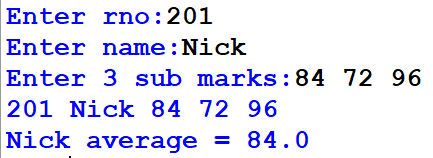 Enter rno:201
Enter name:Nick
Enter 3 sub marks:84 72 96
201 Nick 84 72 96
Nick average = 84.0